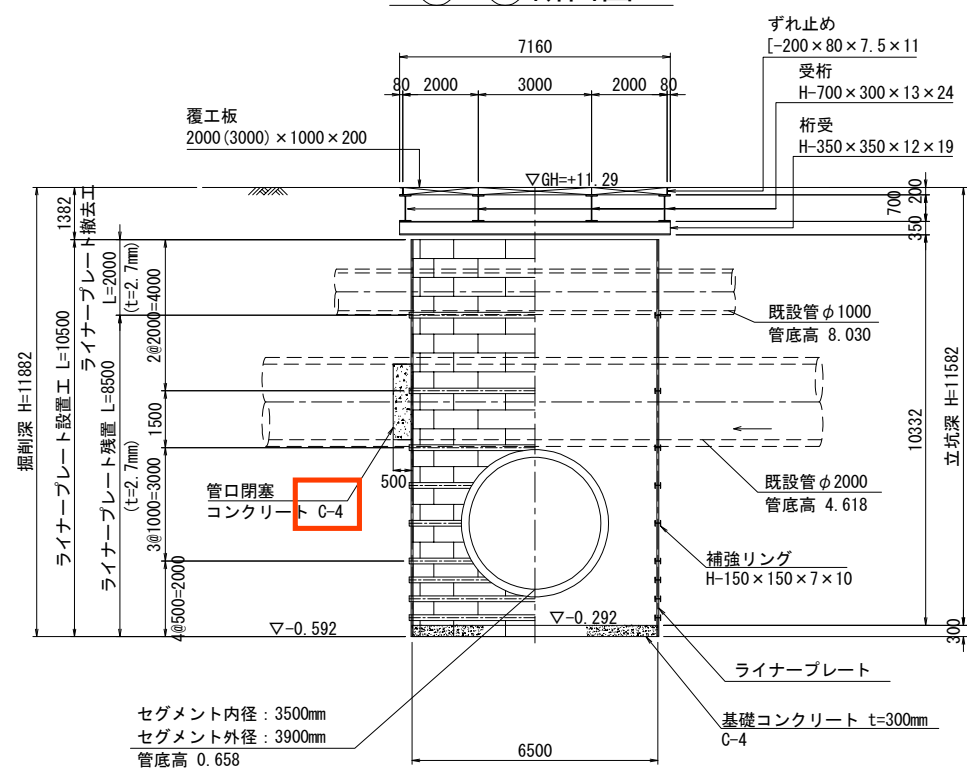 7160
80 2000 3000 2000 80
ずれ止め
[-200×80×7.5×11
受桁
H-700×300×13×24
桁受
H-350×350×12×19
覆工板
2000(3000)×1000×200
▽GH=+11.29
200
700
350
1382
掘削深 H=11882
ライナープレート設置工 L=10500
ライナープレート撤去工
L=2000
(t=2.7mm)
ライナープレート残置 L=8500
(t=2.7mm)
2@2000=4000
1500
3@1000=3000
4@500=2000
既設管φ1000
管底高 8.030
10332
立坑深 H=11582
500
管口閉塞
コンクリート C-4
既設管φ2000
管底高 4.618
補強リング
H-150×150×7×10
▽-0.592
▽-0.292
300
ライナープレート
セグメント内径：3500mm
セグメント外径：3900mm
管底高 0.658
6500
基礎コンクリート t=300mm
C-4